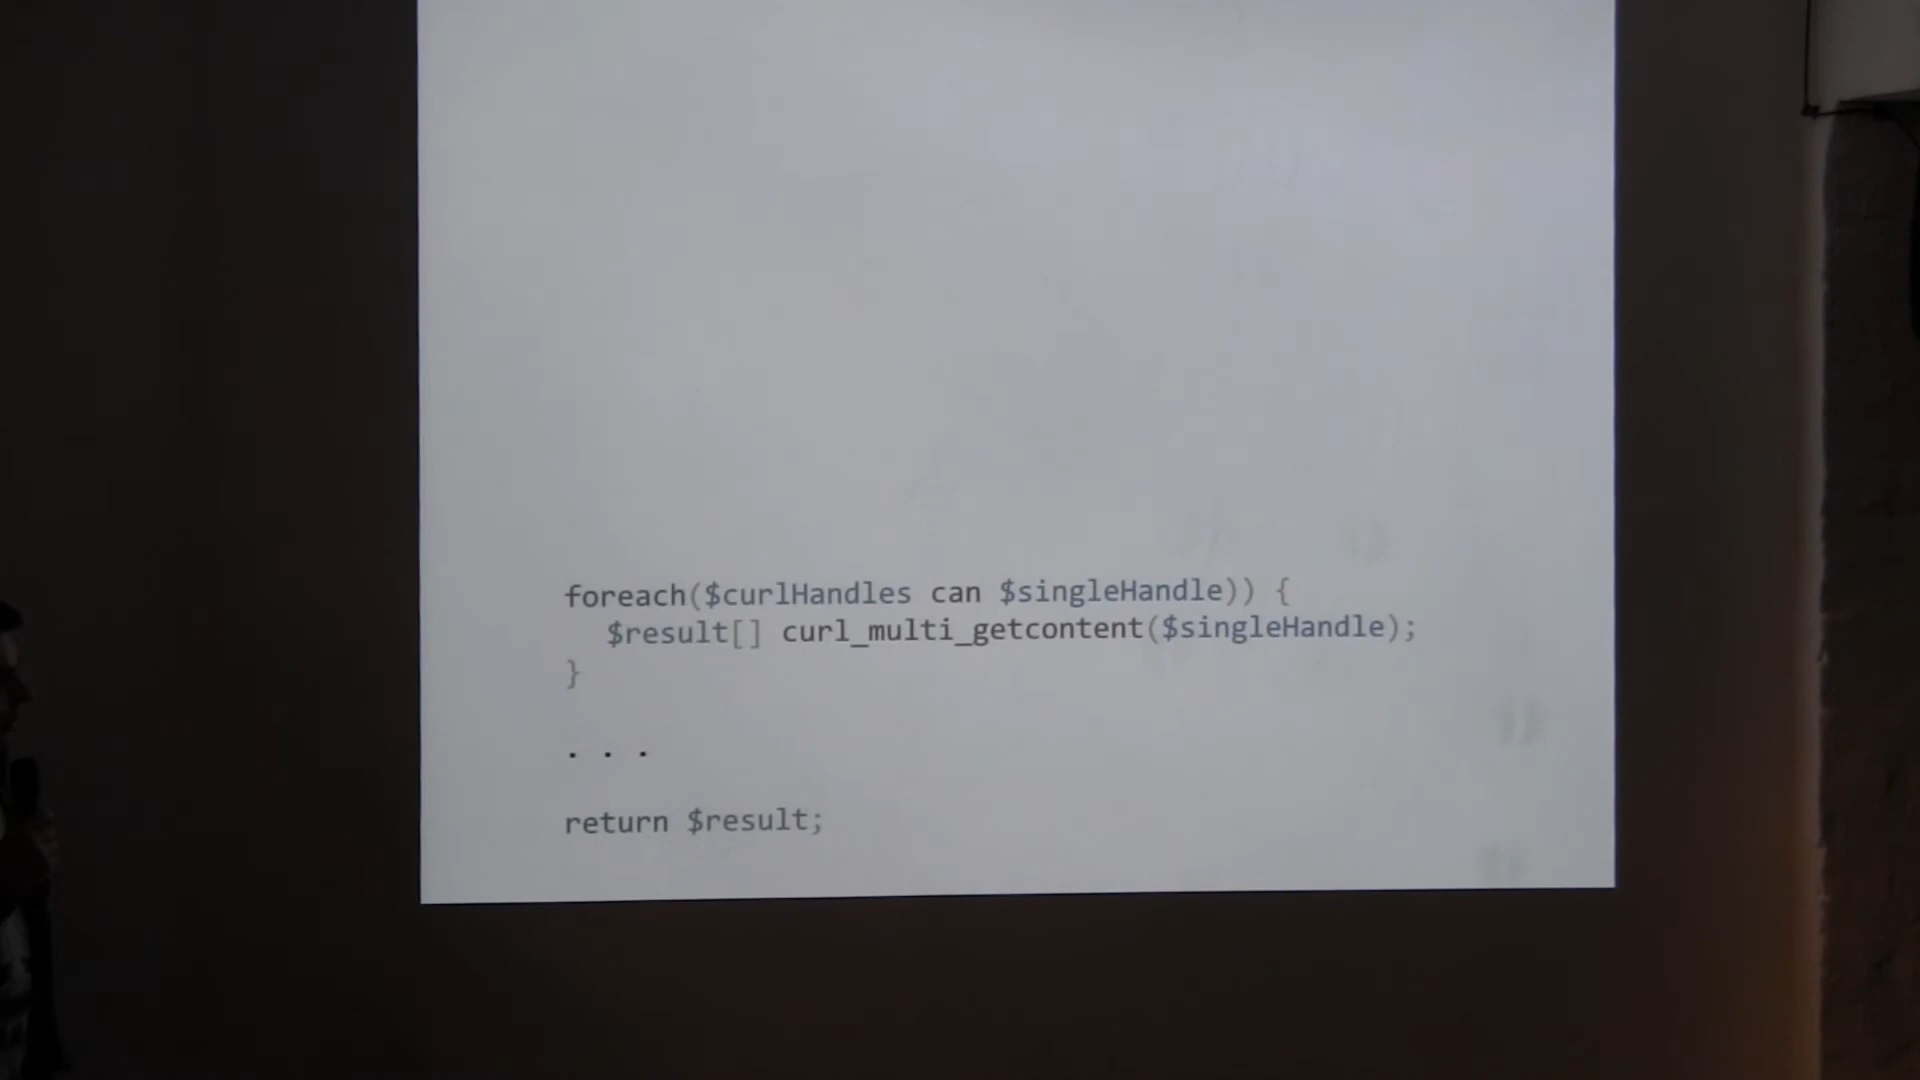 foreach($curlHandles can $singleHandle)) {
$result[] curl_multi_getcontent($singleHandle);
}
. . .
return $result;